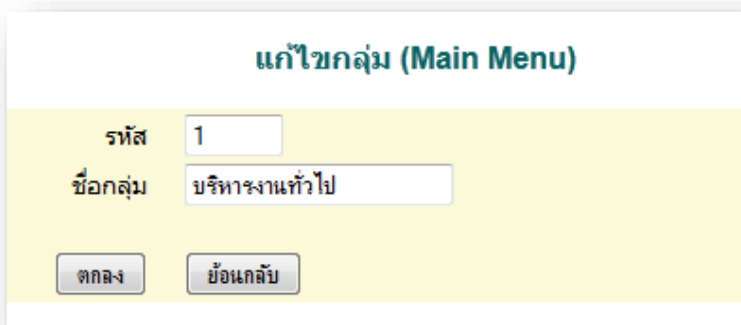 แก้ไขกลุ่ม (Main Menu)
รหัส 1
ชื่อกลุ่ม บริหารงานทั่วไป
ตกลง ย้อนกลับ